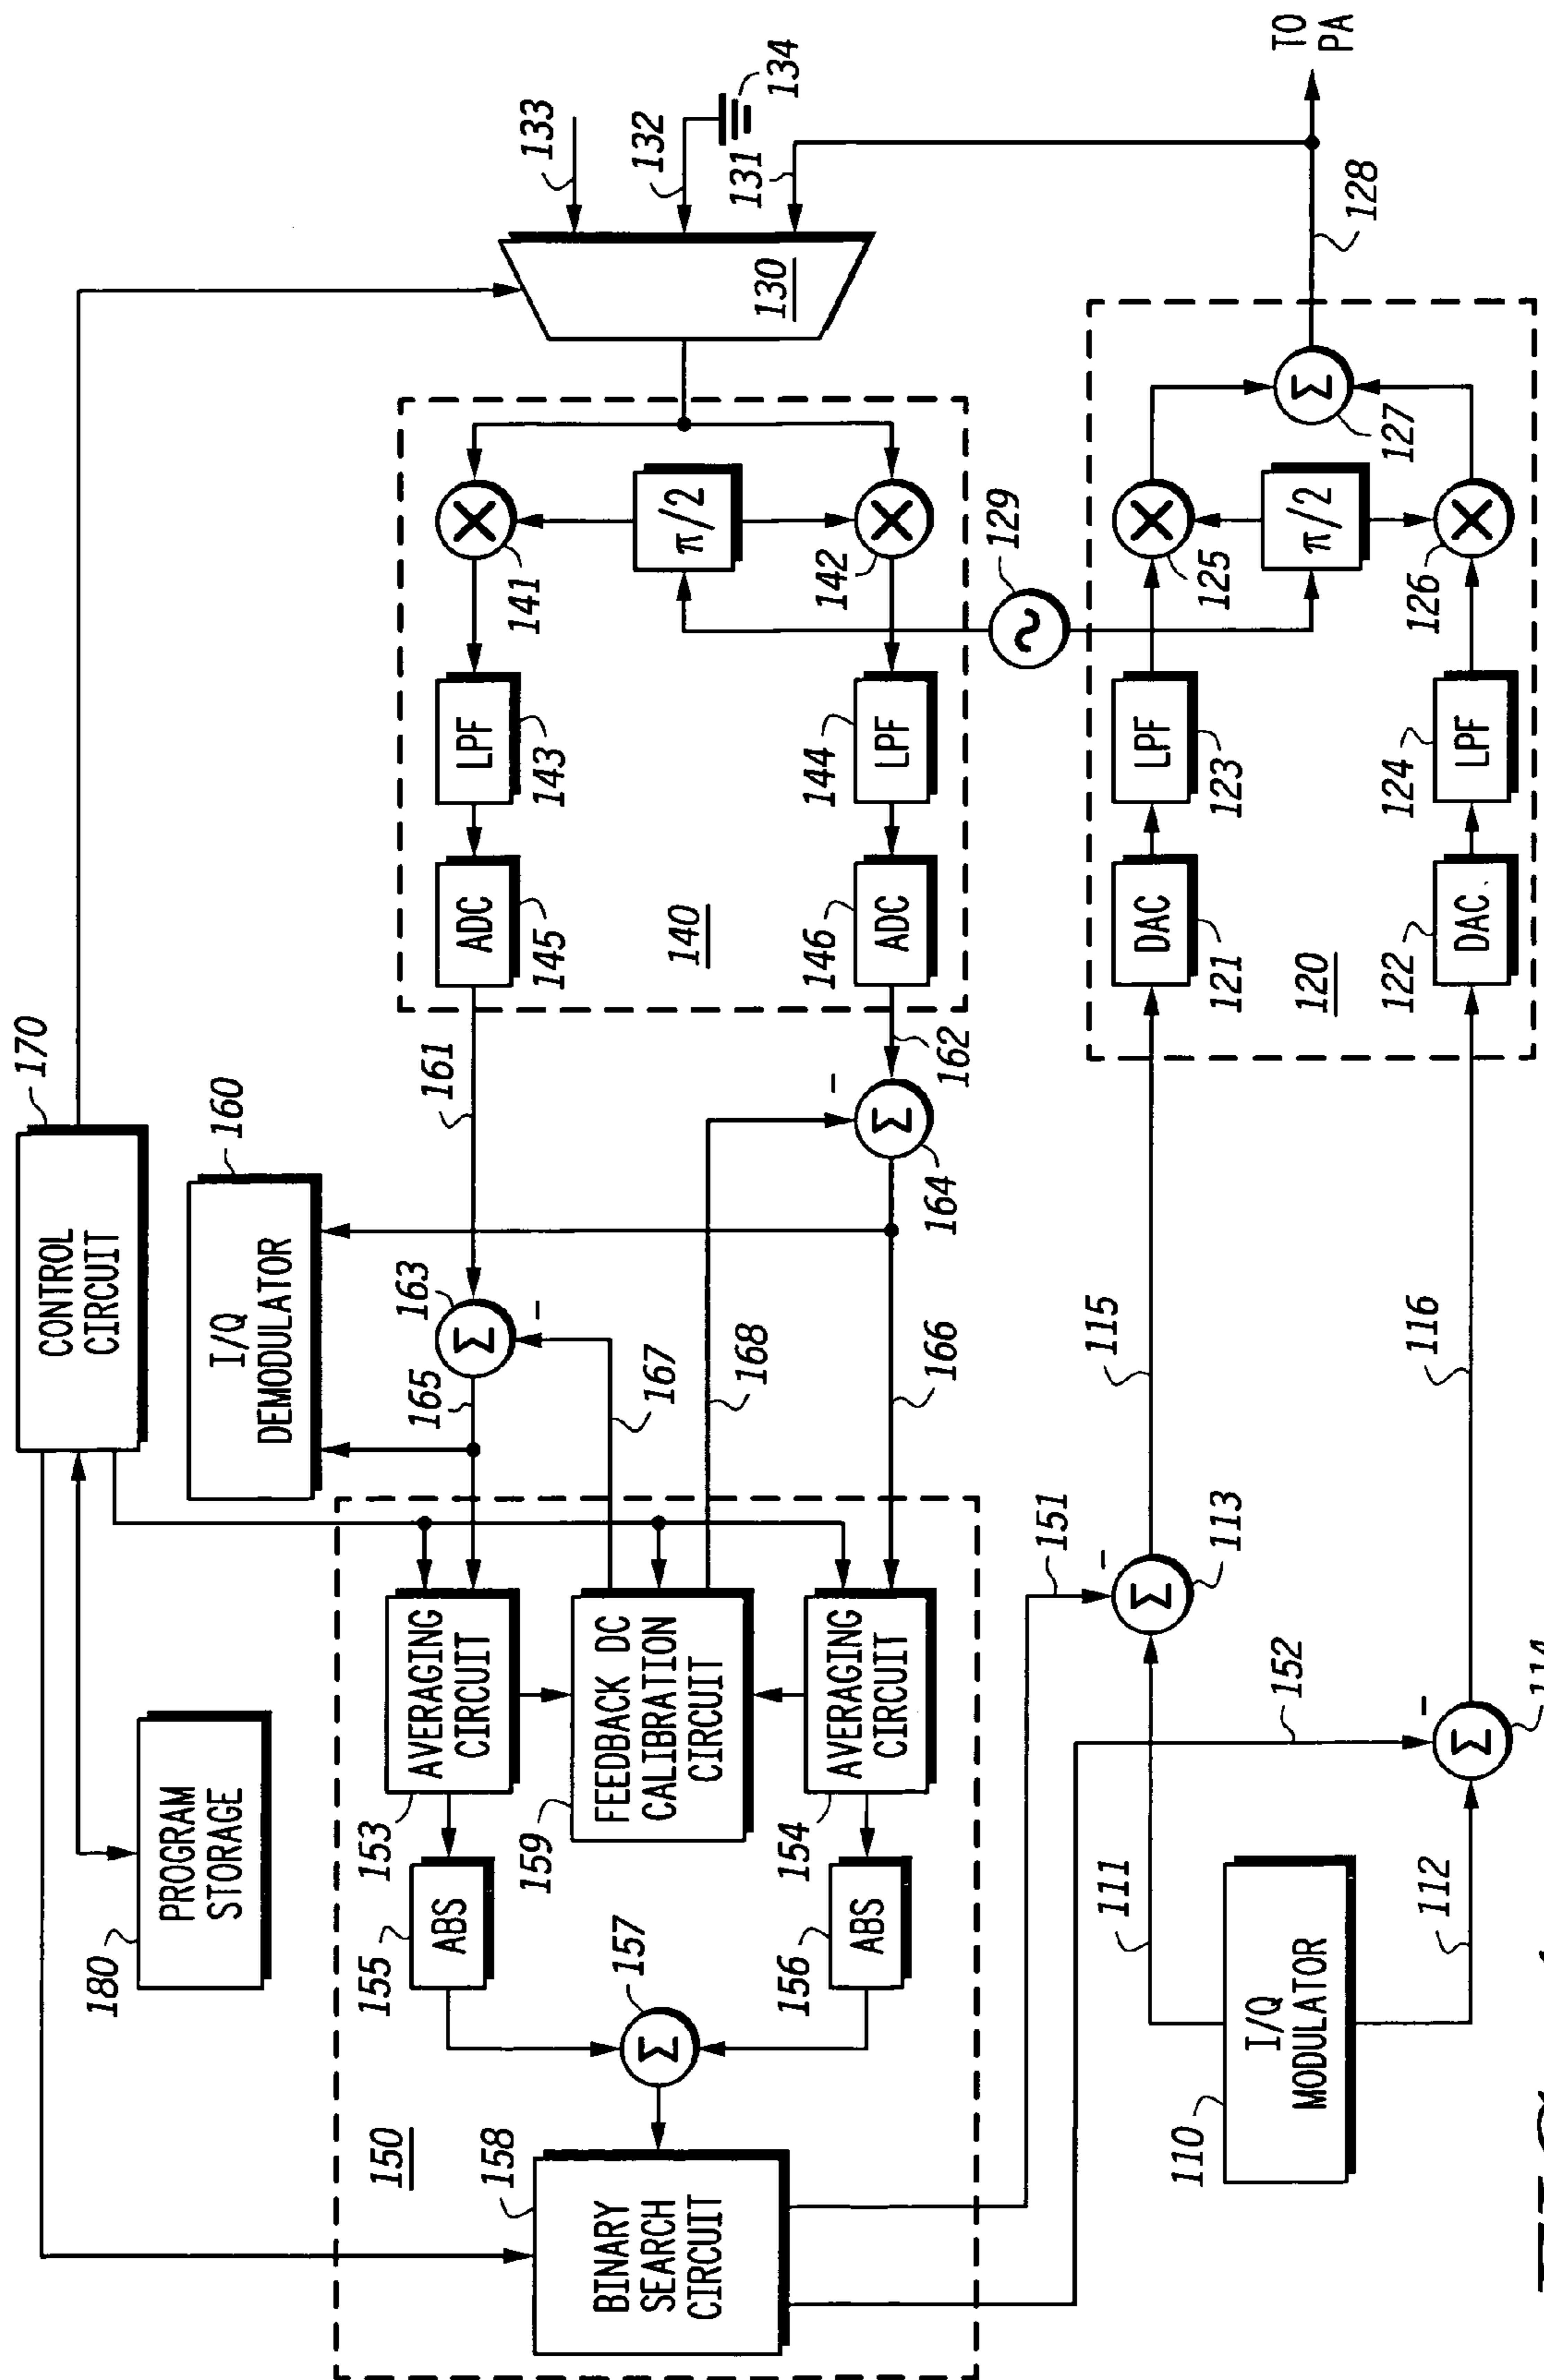 170
CONTROL
CIRCUIT
160
I/Q
DEMODULATOR
180
PROGRAM
STORAGE
133
132
134
131
130
150
158
BINARY
SEARCH
CIRCUIT
153
AVERAGING
CIRCUIT
155
ABS
157
Σ
159
FEEDBACK DC
CALIBRATION
CIRCUIT
156
ABS
154
AVERAGING
CIRCUIT
163
Σ
−
165
167
168
161
166
164
Σ
−
162
140
145
ADC
143
LPF
141
X
π/2
142
X
144
LPF
146
ADC
129
~
110
I/Q
MODULATOR
111
112
151
152
113
Σ
−
114
Σ
−
115
116
120
121
DAC
123
LPF
125
X
π/2
126
X
122
DAC
124
LPF
127
Σ
128
TO
PA